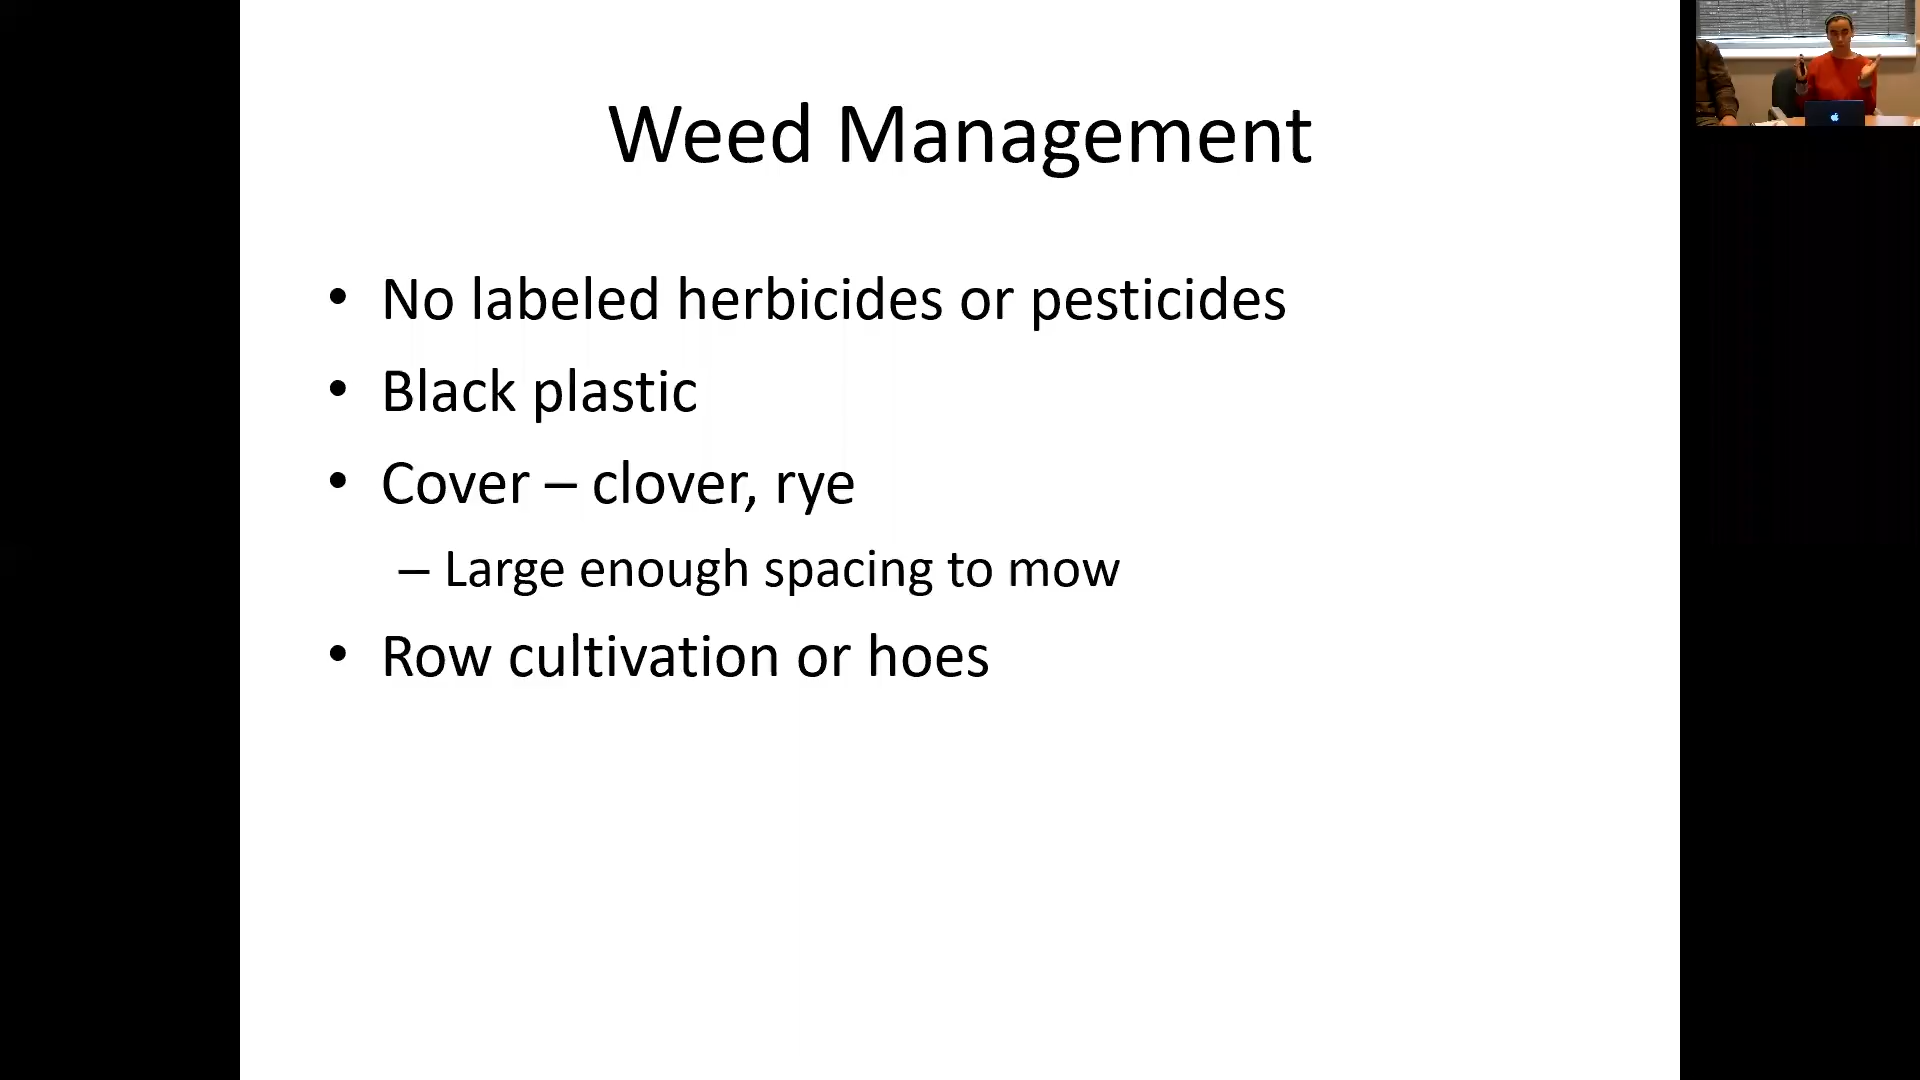 Weed Management
• No labeled herbicides or pesticides
• Black plastic
• Cover – clover, rye
– Large enough spacing to mow
• Row cultivation or hoes